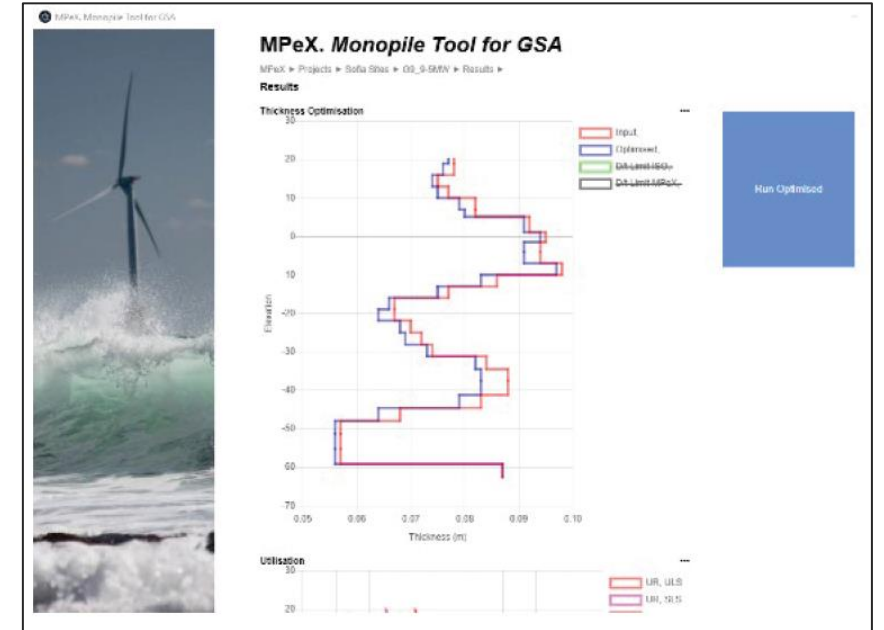 MPeX. Monopile Tool for GSA
MPeX. Monopile Tool for GSA
MPeX ▸ Projects ▸ Sofia Sites ▸ G9_9-5MW ▸ Results ▸
Results
Thickness Optimisation
...
30
20
10
0
10
-20
-30
-40
-50
60
-70
Elevation
0.05
0.06
0.07
0.08
0.09
0.10
Thickness (m)
Input,
Optimised,
D/t Limit ISO,
D/t Limit MPeX,
Run Optimised
Utilisation
...
30
20
UR, ULS
UR, SLS